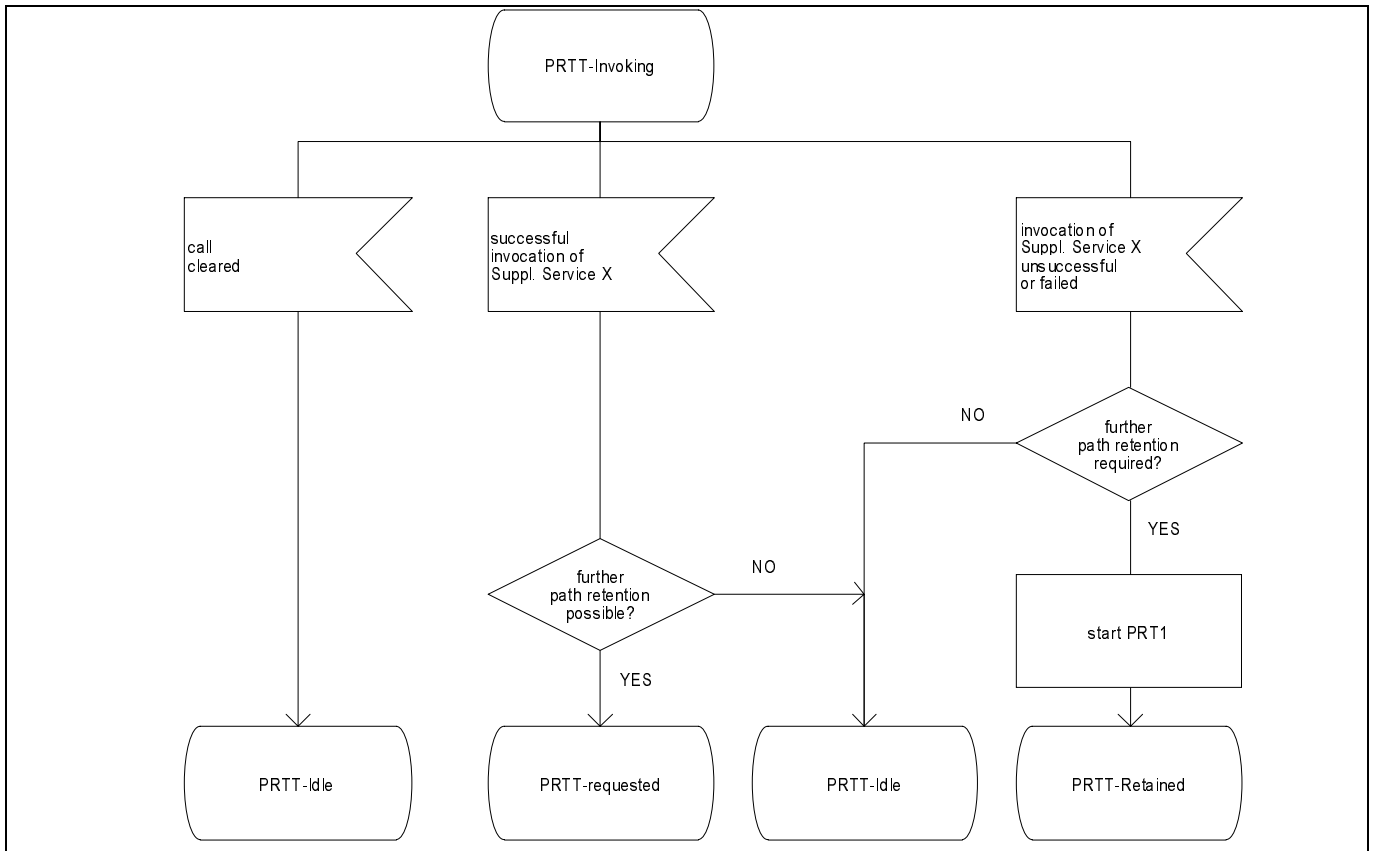 PRTT-Invoking
call
cleared
successful
invocation of
Suppl. Service X
invocation of
Suppl. Service X
unsuccessful
or failed
NO
further
path retention
required?
YES
further
path retention
possible?
NO
start PRT1
YES
PRTT-Idle
PRTT-requested
PRTT-Idle
PRTT-Retained